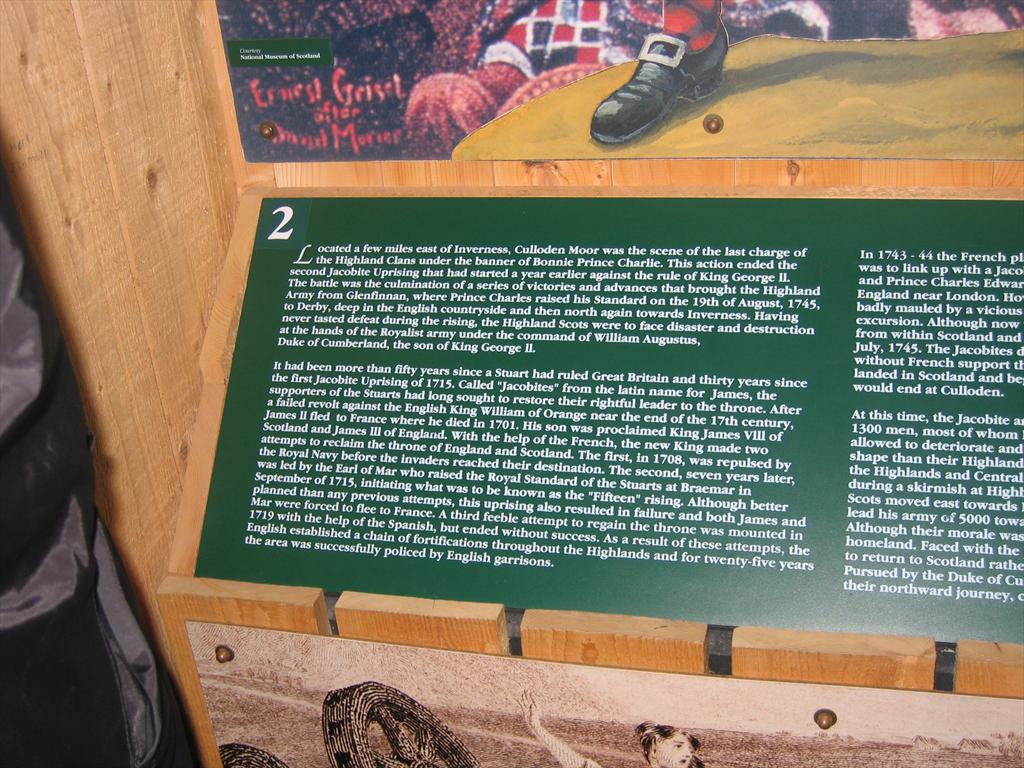 Courtesy
National Museum of Scotland
Ernest Griset
after
David Morier
2
Located a few miles east of Inverness, Culloden Moor was the scene of the last charge of
the Highland Clans under the banner of Bonnie Prince Charlie. This action ended the
second Jacobite Uprising that had started a year earlier against the rule of King George ll.
The battle was the culmination of a series of victories and advances that brought the Highland
Army from Glenfinnan, where Prince Charles raised his Standard on the 19th of August, 1745,
to Derby, deep in the English countryside and then north again towards Inverness. Having
never tasted defeat during the rising, the Highland Scots were to face disaster and destruction
at the hands of the Royalist army under the command of William Augustus,
Duke of Cumberland, the son of King George ll.
It had been more than fifty years since a Stuart had ruled Great Britain and thirty years since
the first Jacobite Uprising of 1715. Called "Jacobites" from the latin name for James, the
supporters of the Stuarts had long sought to restore their rightful leader to the throne. After
a failed revolt against the English King William of Orange near the end of the 17th century,
James ll fled to France where he died in 1701. His son was proclaimed King James Vlll of
Scotland and James lll of England. With the help of the French, the new King made two
attempts to reclaim the throne of England and Scotland. The first, in 1708, was repulsed by
the Royal Navy before the invaders reached their destination. The second, seven years later,
was led by the Earl of Mar who raised the Royal Standard of the Stuarts at Braemar in
September of 1715, initiating what was to be known as the "Fifteen" rising. Although better
planned than any previous attempts, this uprising also resulted in failure and both James and
Mar were forced to flee to France. A third feeble attempt to regain the throne was mounted in
1719 with the help of the Spanish, but ended without success. As a result of these attempts, the
English established a chain of fortifications throughout the Highlands and for twenty-five years
the area was successfully policed by English garrisons.
In 1743 - 44 the French pl
was to link up with a Jaco
and Prince Charles Edwar
England near London. Ho
badly mauled by a vicious
excursion. Although now
from within Scotland and
July, 1745. The Jacobites d
without French support th
landed in Scotland and be
would end at Culloden.
At this time, the Jacobite a
1300 men, most of whom
allowed to deteriorate and
shape than their Highland
the Highlands and Central
during a skirmish at High
Scots moved east towards
lead his army of 5000 towa
Although their morale was
homeland. Faced with the
to return to Scotland rathe
Pursued by the Duke of Cu
their northward journey, c